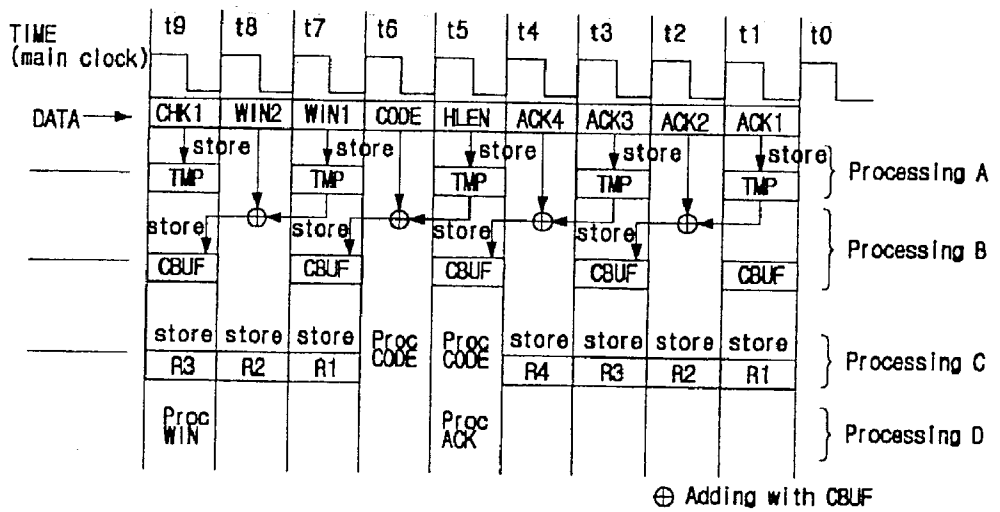 TIME t9 t8 t7 t6 t5 t4 t3 t2 t1 t0
(main clock)
DATA CHK1 WIN2 WIN1 CODE HLEN ACK4 ACK3 ACK2 ACK1
store store store store store
TMP TMP TMP TMP TMP Processing A
store store store store
CBUF CBUF CBUF CBUF CBUF Processing B
store store store Proc CODE Proc CODE store store store store
R3 R2 R1 R4 R3 R2 R1 Processing C
Proc WIN Proc ACK Processing D
⊕ Adding with CBUF